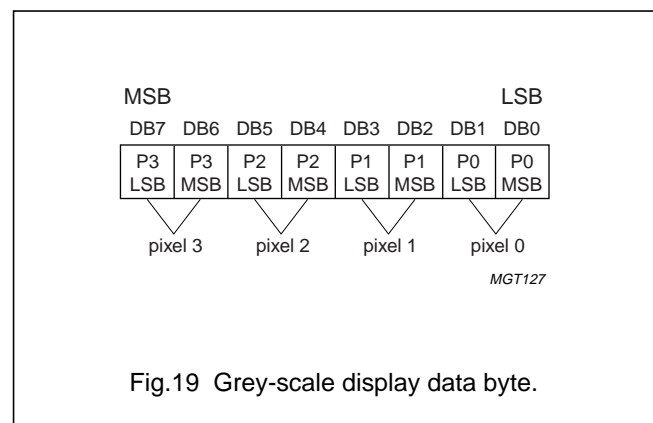 MSB LSB
DB7 DB6 DB5 DB4 DB3 DB2 DB1 DB0
P3 P3 P2 P2 P1 P1 P0 P0
LSB MSB LSB MSB LSB MSB LSB MSB
pixel 3 pixel 2 pixel 1 pixel 0
MGT127
Fig.19 Grey-scale display data byte.